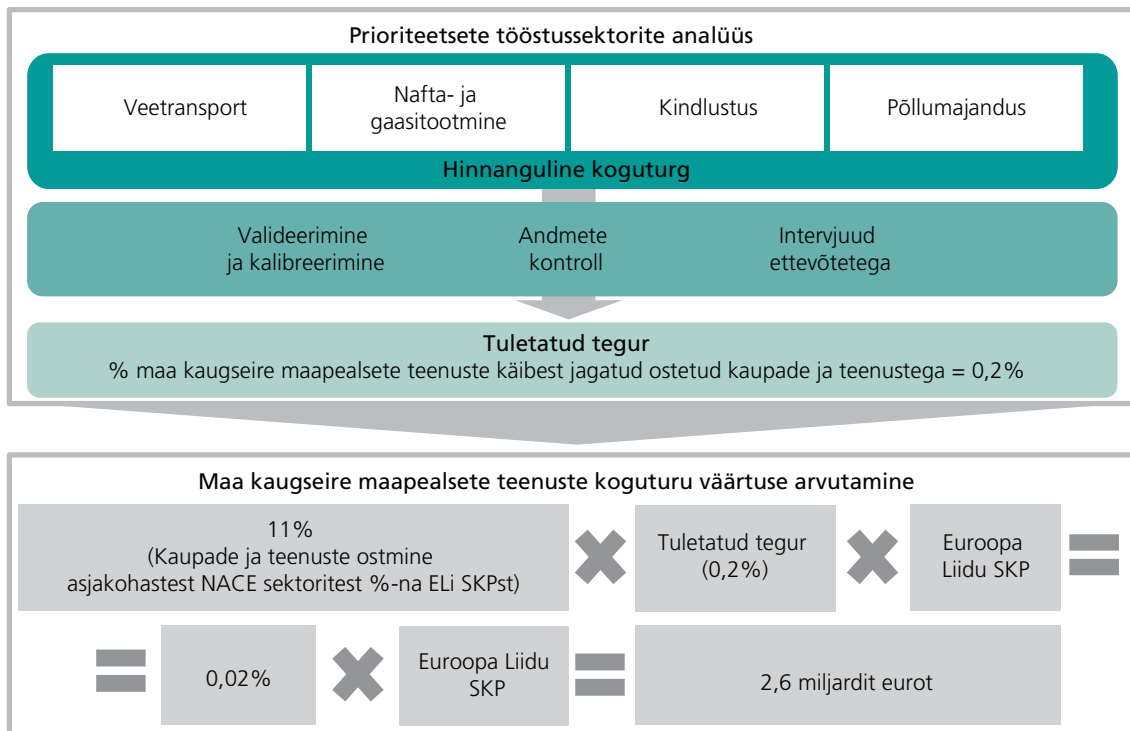 Prioriteetsete tööstussektorite analüüs
Veetransport
Nafta- ja
gaasitootmine
Kindlustus
Põllumajandus
Hinnanguline koguturg
Valideerimine
ja kalibreerimine
Andmete
kontroll
Intervjuud
ettevõtetega
Tuletatud tegur
% maa kaugseire maapealsete teenuste käibest jagatud ostetud kaupade ja teenustega = 0,2%
Maa kaugseire maapealsete teenuste koguturu väärtuse arvutamine
11%
(Kaupade ja teenuste ostmine
asjakohastest NACE sektoritest %-na ELi SKPst)
Tuletatud tegur
(0,2%)
Euroopa
Liidu SKP
0,02%
Euroopa Liidu
SKP
2,6 miljardit eurot